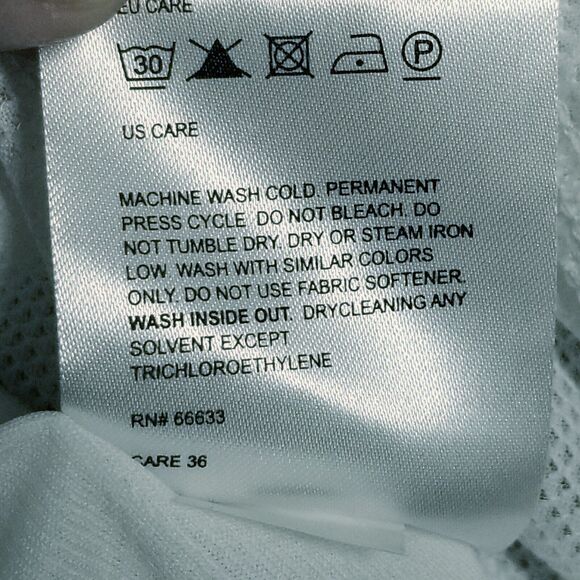 EU CARE
30 P
US CARE
MACHINE WASH COLD. PERMANENT
PRESS CYCLE. DO NOT BLEACH. DO
NOT TUMBLE DRY. DRY OR STEAM IRON
LOW. WASH WITH SIMILAR COLORS
ONLY. DO NOT USE FABRIC SOFTENER.
WASH INSIDE OUT. DRYCLEANING ANY
SOLVENT EXCEPT
TRICHLOROETHYLENE
RN# 66633
CARE 36